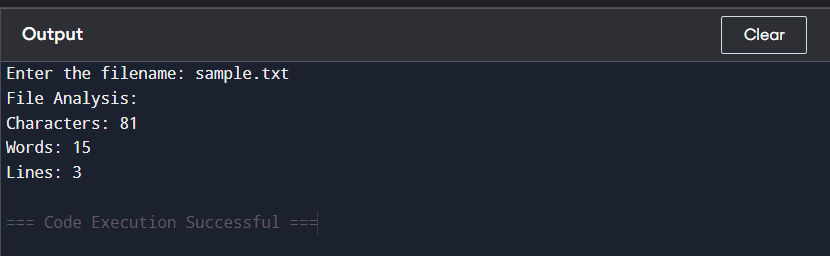 Output
Clear
Enter the filename: sample.txt
File Analysis:
Characters: 81
Words: 15
Lines: 3
=== Code Execution Successful ===